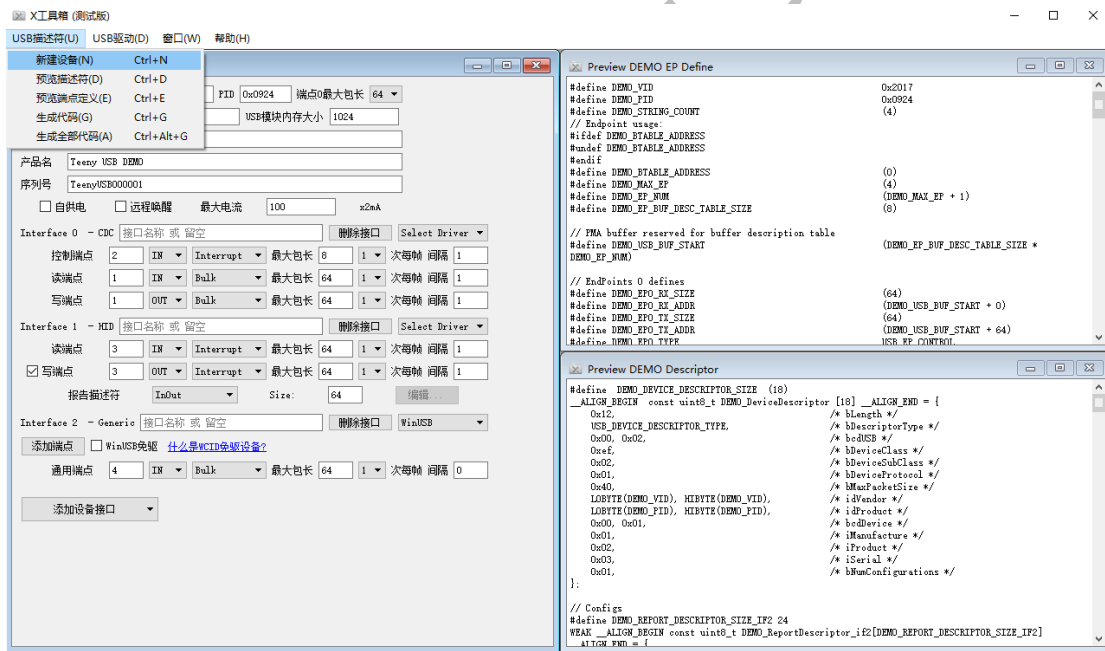 X工具箱 (测试版)
USB描述符(U) USB驱动(D) 窗口(W) 帮助(H)
新建设备(N) Ctrl+N
预览描述符(D) Ctrl+D
预览端点定义(E) Ctrl+E
生成代码(G) Ctrl+G
生成全部代码(A) Ctrl+Alt+G
PID 0x0924 端点0最大包长 64
USB模块内存大小 1024
产品名 Teeny USB DEMO
序列号 TeenyUSB000001
自供电 远程唤醒 最大电流 100 x2mA
Interface 0 - CDC 接口名称 或 留空 删除接口 Select Driver
控制端点 2 IN Interrupt 最大包长 8 1 次每帧 间隔 1
读端点 1 IN Bulk 最大包长 64 1 次每帧 间隔 1
写端点 1 OUT Bulk 最大包长 64 1 次每帧 间隔 1
Interface 1 - HID 接口名称 或 留空 删除接口 Select Driver
读端点 3 IN Interrupt 最大包长 64 1 次每帧 间隔 1
写端点 3 OUT Interrupt 最大包长 64 1 次每帧 间隔 1
报告描述符 InOut Size: 64 编辑...
Interface 2 - Generic 接口名称 或 留空 删除接口 WinUSB
添加端点 WinUSB免驱 什么是WCID免驱设备?
通用端点 4 IN Bulk 最大包长 64 1 次每帧 间隔 0
添加设备接口
Preview DEMO EP Define
#define DEMO_VID 0x2017
#define DEMO_PID 0x0924
#define DEMO_STRING_COUNT (4)
// Endpoint usage:
#ifdef DEMO_BTABLE_ADDRESS
#undef DEMO_BTABLE_ADDRESS
#endif
#define DEMO_BTABLE_ADDRESS (0)
#define DEMO_MAX_EP (4)
#define DEMO_EP_NUM (DEMO_MAX_EP + 1)
#define DEMO_EP_BUF_DESC_TABLE_SIZE (8)
// PMA buffer reserved for buffer description table
#define DEMO_USB_BUF_START (DEMO_EP_BUF_DESC_TABLE_SIZE *
DEMO_EP_NUM)
// EndPoints 0 defines
#define DEMO_EP0_RX_SIZE (64)
#define DEMO_EP0_RX_ADDR (DEMO_USB_BUF_START + 0)
#define DEMO_EP0_TX_SIZE (64)
#define DEMO_EP0_TX_ADDR (DEMO_USB_BUF_START + 64)
#define DEMO_EP0_TYPE USB_EP_CONTROL
Preview DEMO Descriptor
#define DEMO_DEVICE_DESCRIPTOR_SIZE (18)
__ALIGN_BEGIN const uint8_t DEMO_DeviceDescriptor [18] __ALIGN_END = {
0x12, /* bLength */
USB_DEVICE_DESCRIPTOR_TYPE, /* bDescriptorType */
0x00, 0x02, /* bcdUSB */
0xef, /* bDeviceClass */
0x02, /* bDeviceSubClass */
0x01, /* bDeviceProtocol */
0x40, /* bMaxPacketSize */
LOBYTE(DEMO_VID), HIBYTE(DEMO_VID), /* idVendor */
LOBYTE(DEMO_PID), HIBYTE(DEMO_PID), /* idProduct */
0x00, 0x01, /* bcdDevice */
0x01, /* iManufacture */
0x02, /* iProduct */
0x03, /* iSerial */
0x01, /* bNumConfigurations */
};
// Configs
#define DEMO_REPORT_DESCRIPTOR_SIZE_IF2 24
WEAK __ALIGN_BEGIN const uint8_t DEMO_ReportDescriptor_if2[DEMO_REPORT_DESCRIPTOR_SIZE_IF2]
__ALIGN_END = {